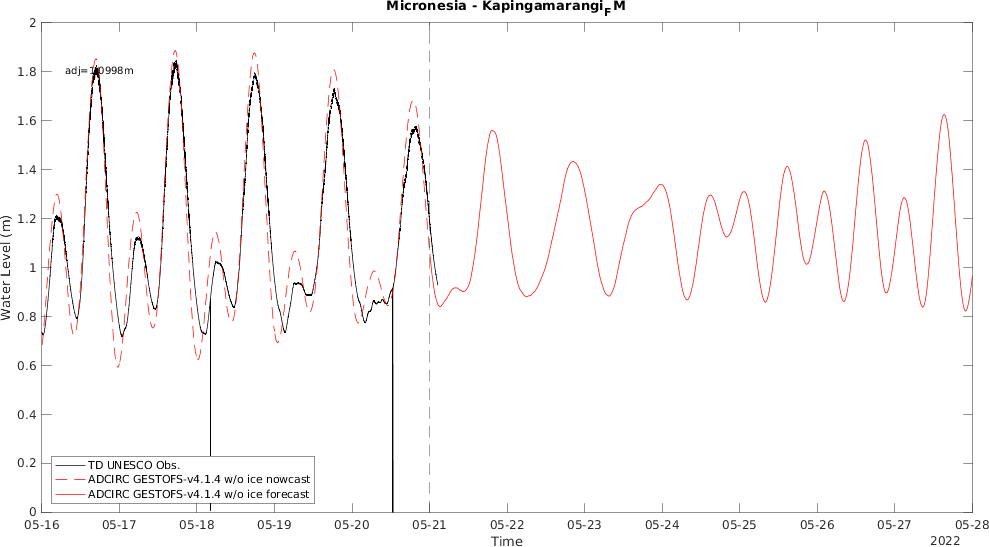 Micronesia - Kapingamarangi_FM
2
1.8
1.6
1.4
1.2
1
0.8
0.6
0.4
0.2
0
Water Level (m)
adj=1.0998m
TD UNESCO Obs.
ADCIRC GESTOFS-v4.1.4 w/o ice nowcast
ADCIRC GESTOFS-v4.1.4 w/o ice forecast
05-16 05-17 05-18 05-19 05-20 05-21 05-22 05-23 05-24 05-25 05-26 05-27 05-28
Time
2022